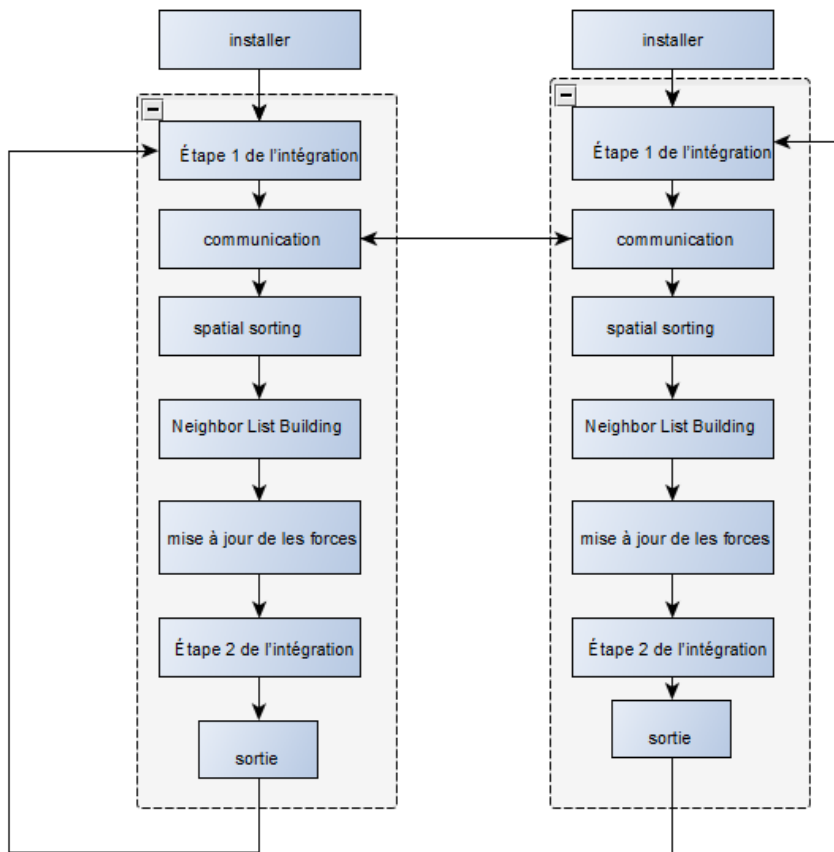 installer
Étape 1 de l'intégration
communication
spatial sorting
Neighbor List Building
mise à jour de les forces
Étape 2 de l'intégration
sortie
installer
Étape 1 de l'intégration
communication
spatial sorting
Neighbor List Building
mise à jour de les forces
Étape 2 de l'intégration
sortie